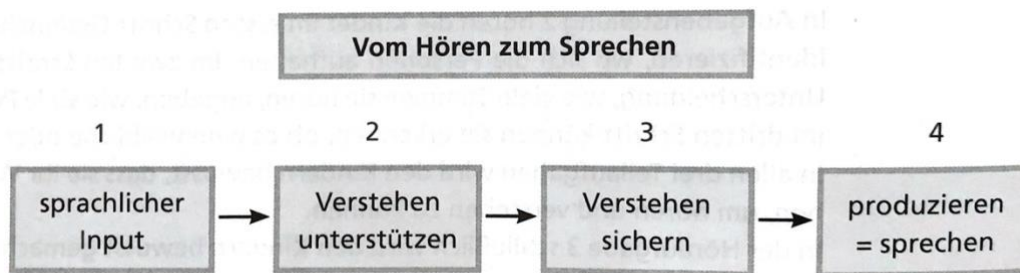 Vom Hören zum Sprechen
1 2 3 4
sprachlicher Input
Verstehen unterstützen
Verstehen sichern
produzieren = sprechen